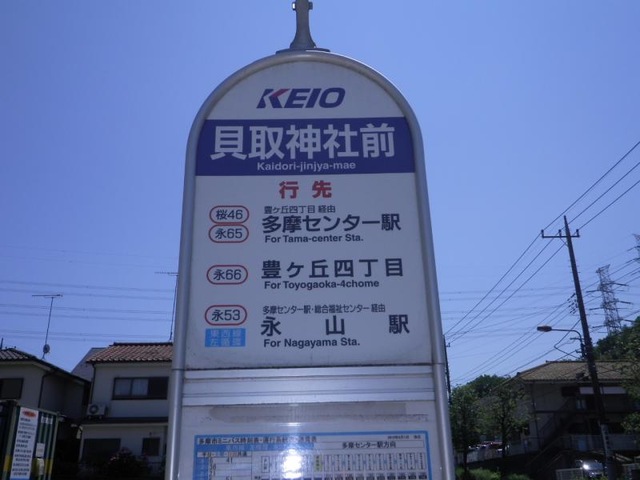 KEIO
貝取神社前
Kaidori-jinjya-mae
行先
桜46
永65
豊ヶ丘四丁目 経由
多摩センター駅
For Tama-center Sta.
永66
豊ヶ丘四丁目
For Toyogaoka-4chome
永53
多摩センター駅・総合福祉センター 経由
永山駅
For Nagayama Sta.
多摩センター駅方向